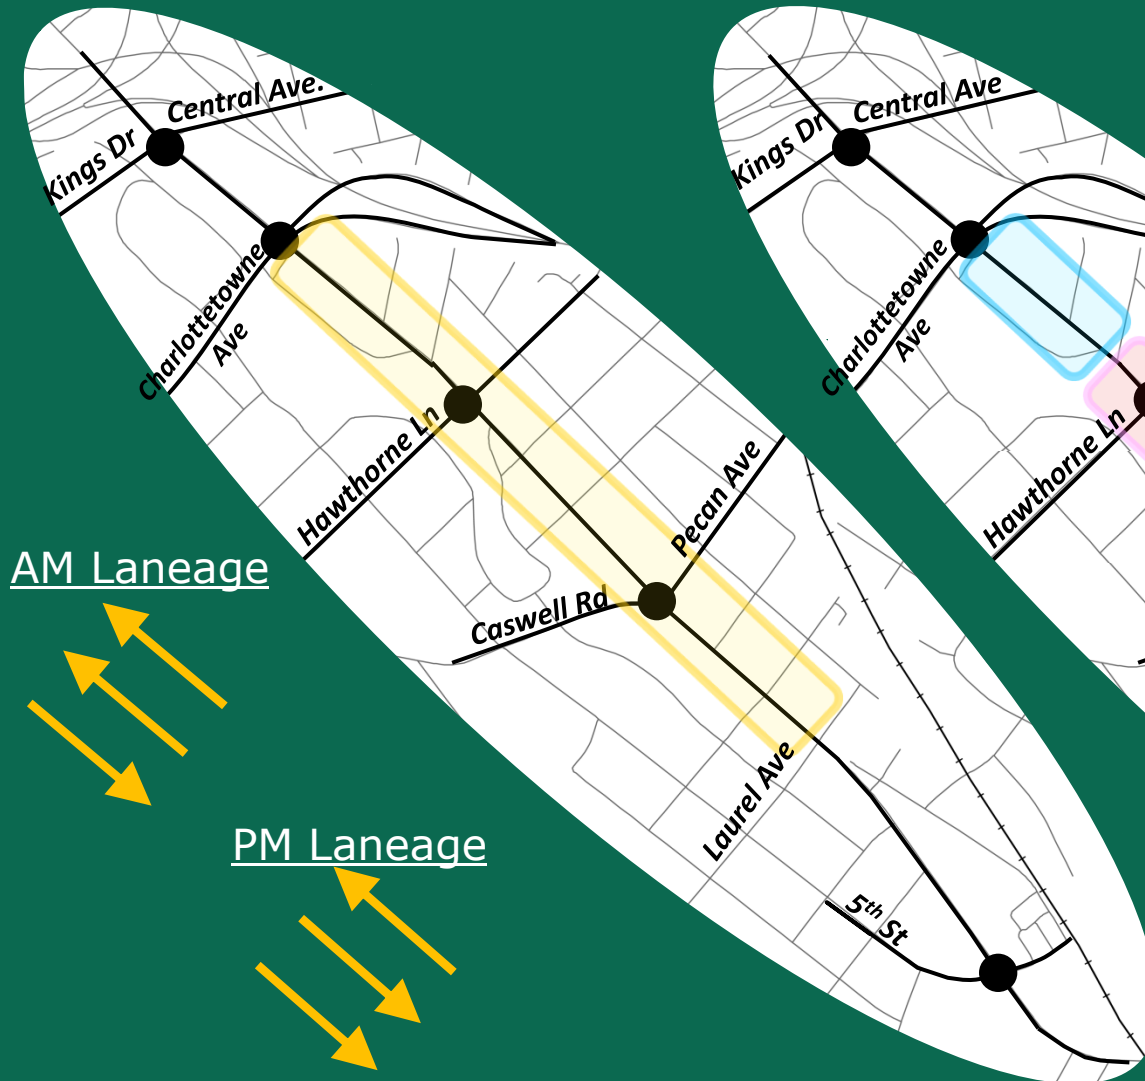 Central Ave.
Kings Dr
Charlottetowne
Ave
Hawthorne Ln
Pecan Ave
Caswell Rd
Laurel Ave
5th St
AM Laneage
PM Laneage
Central Ave
Kings Dr
Charlottetowne
Ave
Hawthorne Ln